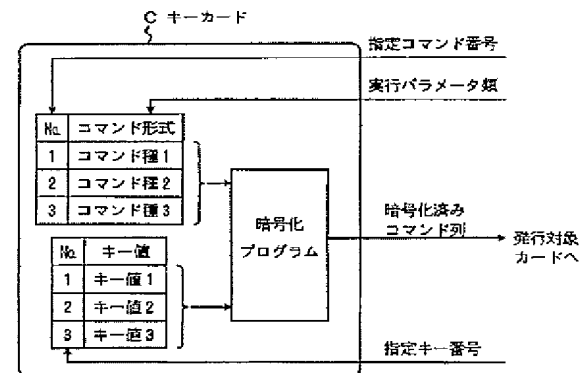 C キーカード
指定コマンド番号
実行パラメータ類
No. コマンド形式
1 コマンド種1
2 コマンド種2
3 コマンド種3
暗号化
プログラム
暗号化済み
コマンド列
発行対象
カードへ
No. キー値
1 キー値1
2 キー値2
3 キー値3
指定キー番号